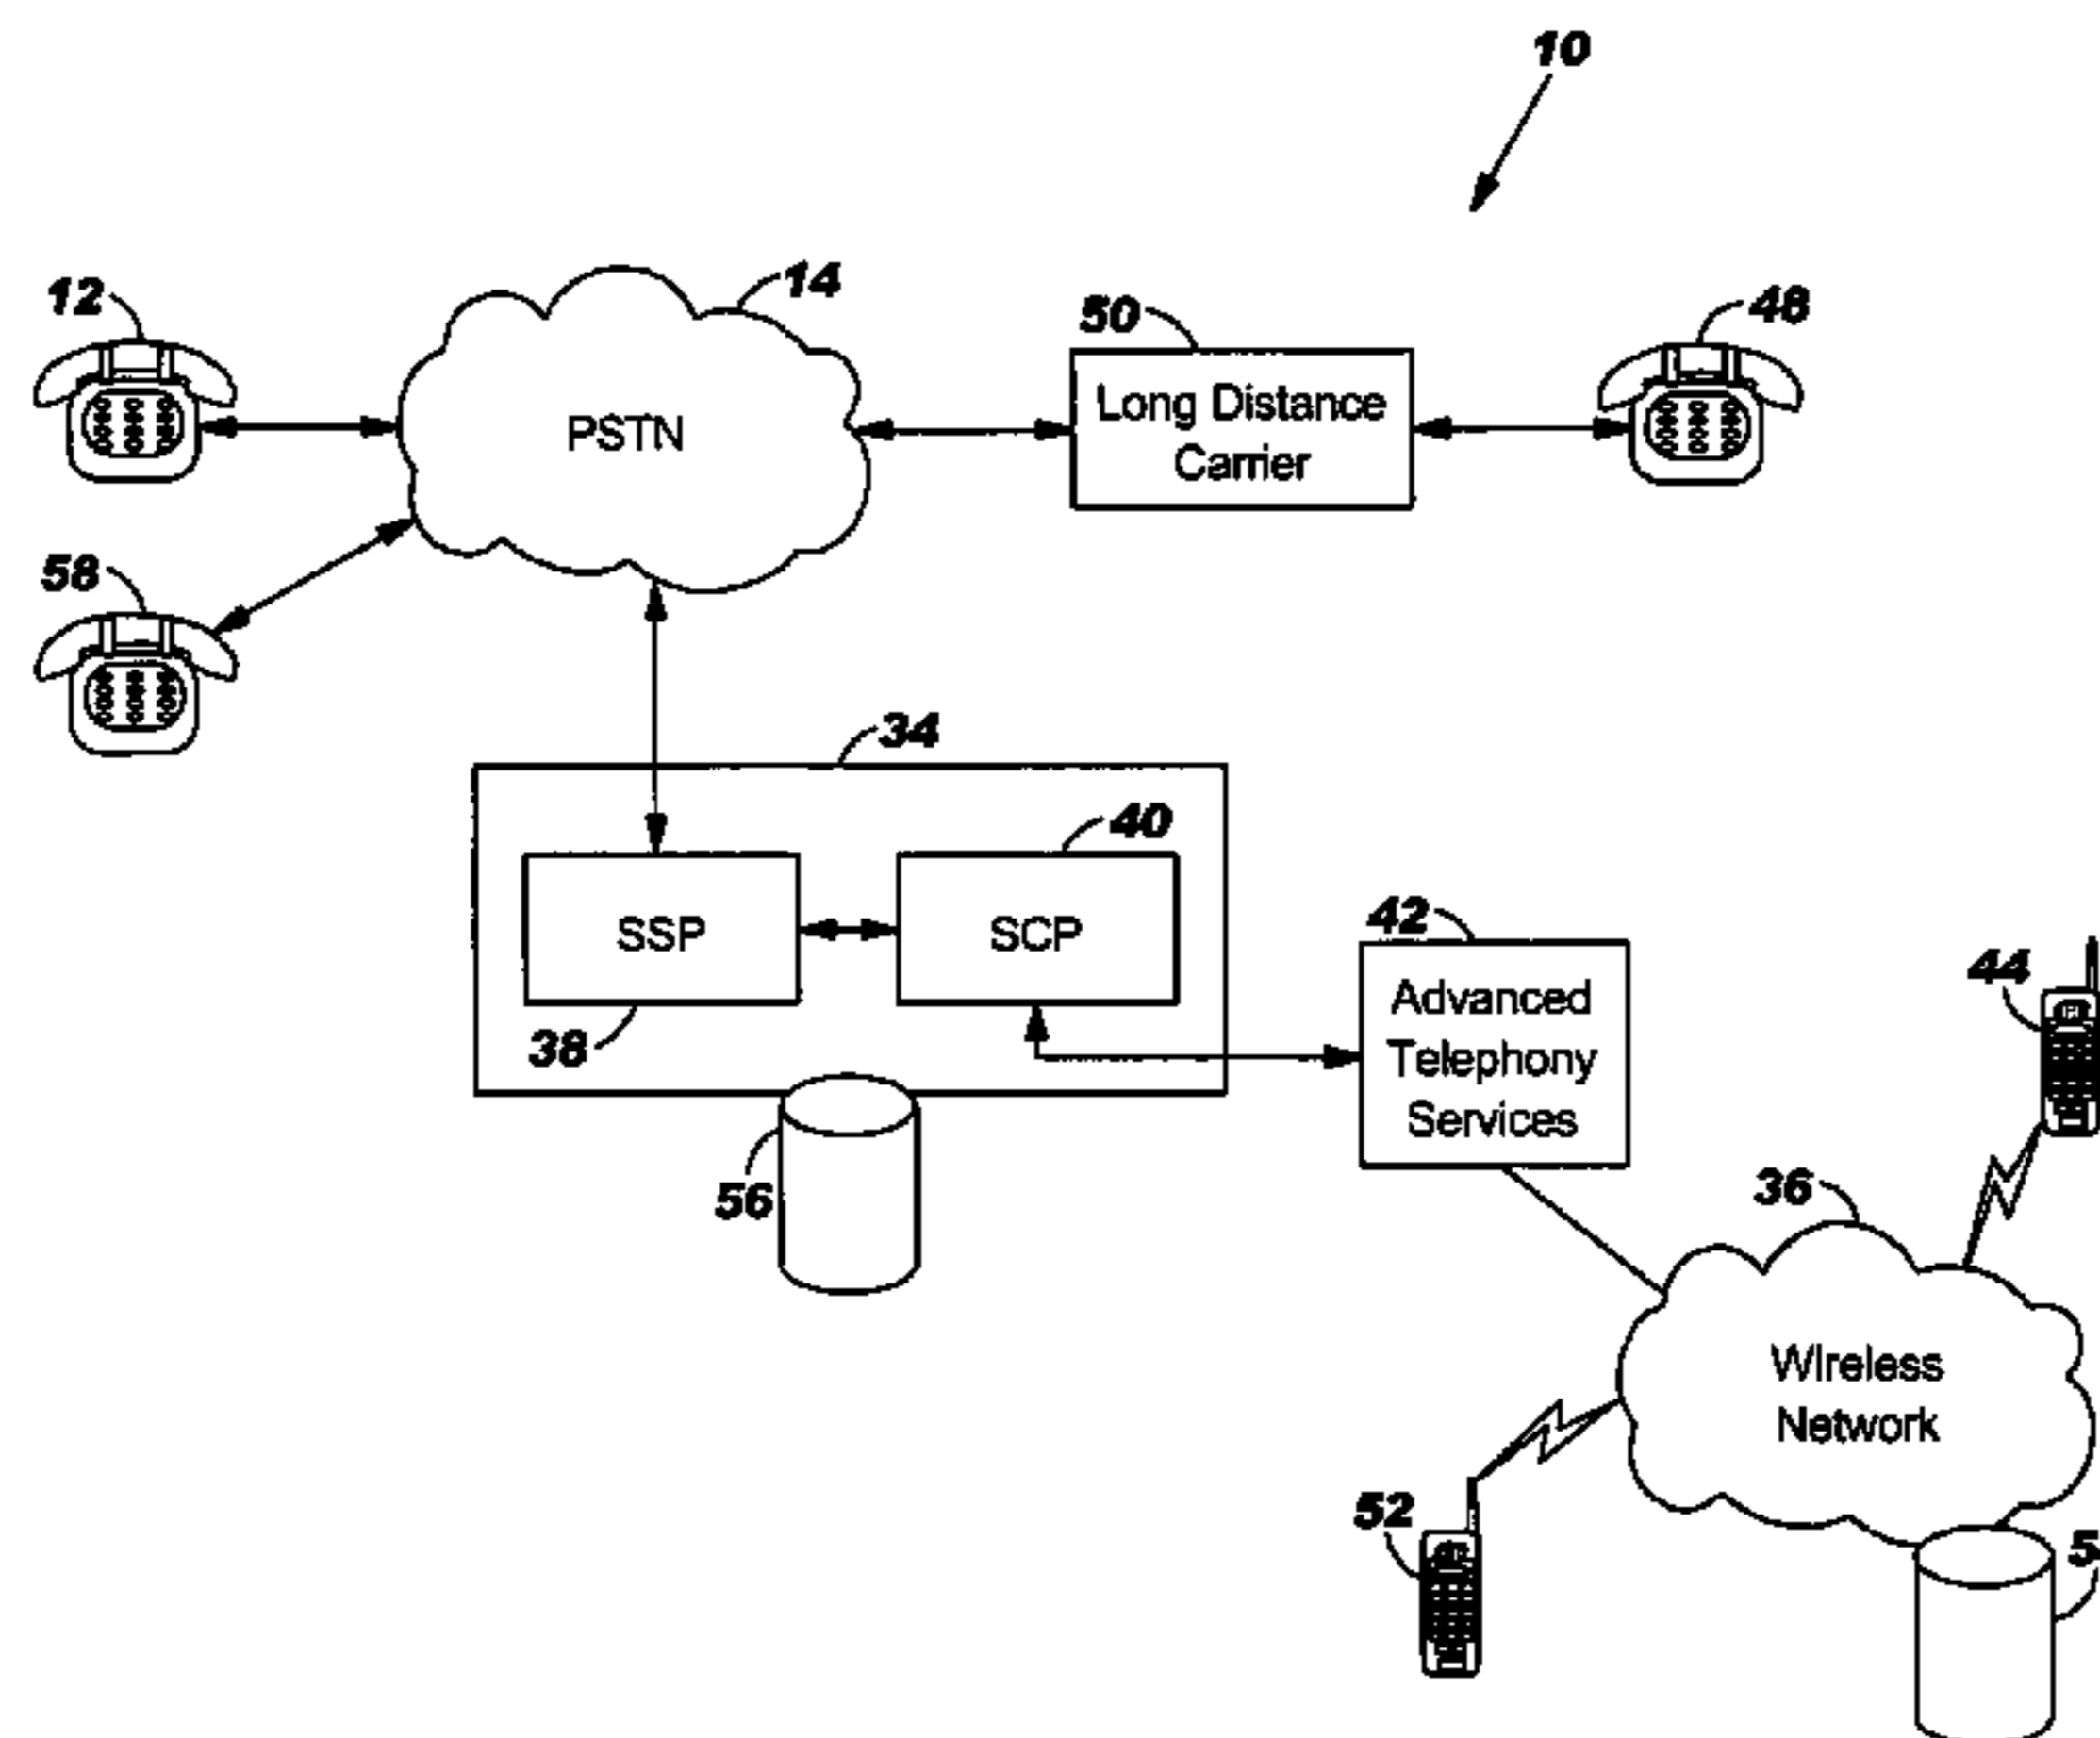 10
12
14
50
48
Long Distance
Carrier
PSTN
58
34
40
SSP
SCP
38
42
44
Advanced
Telephony
Services
56
36
Wireless
Network
52